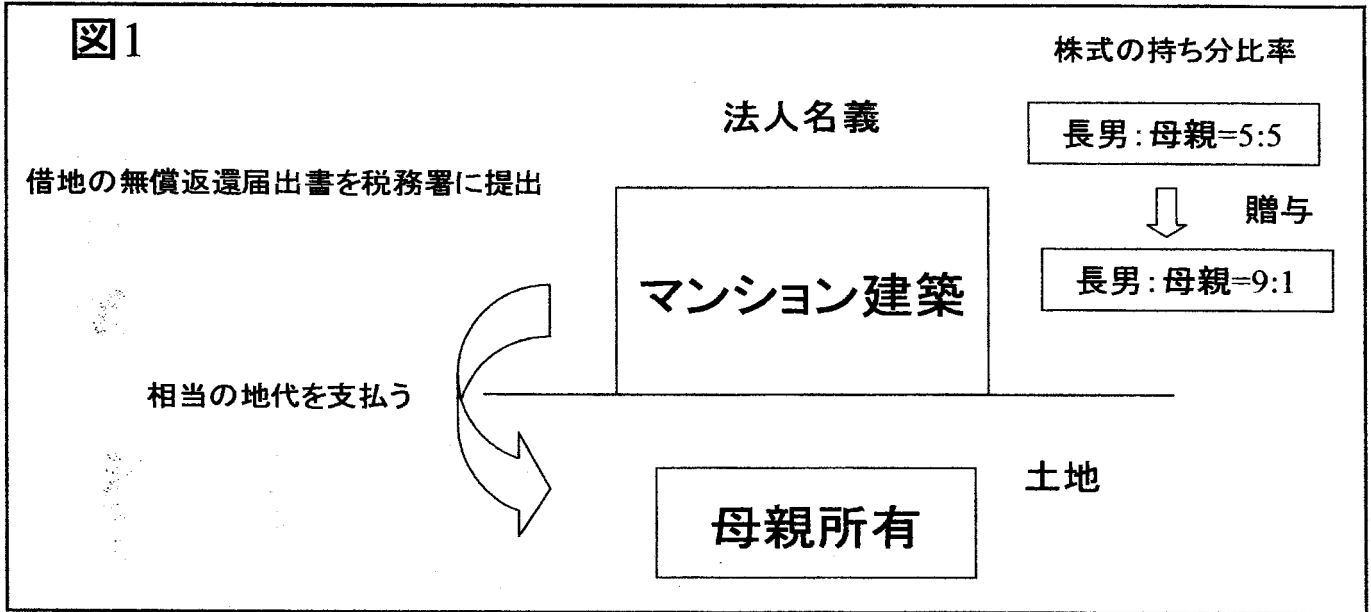 図1
株式の持ち分比率
法人名義
長男:母親=5:5
借地の無償返還届出書を税務署に提出
贈与
長男:母親=9:1
マンション建築
相当の地代を支払う
土地
母親所有